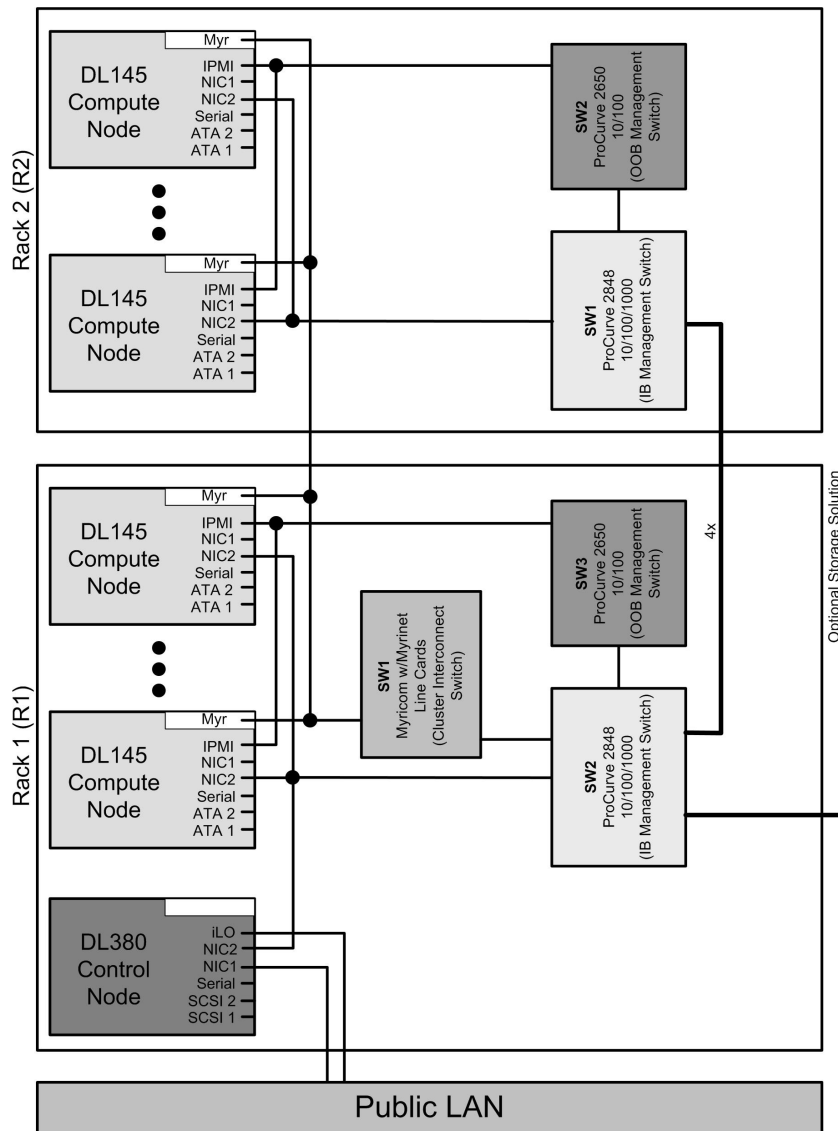 Rack 2 (R2)
Myr
DL145
Compute
Node
IPMI
NIC1
NIC2
Serial
ATA 2
ATA 1
SW2
ProCurve 2650
10/100
(OOB Management
Switch)
Myr
DL145
Compute
Node
IPMI
NIC1
NIC2
Serial
ATA 2
ATA 1
SW1
ProCurve 2848
10/100/1000
(IB Management Switch)
4x
Rack 1 (R1)
Myr
DL145
Compute
Node
IPMI
NIC1
NIC2
Serial
ATA 2
ATA 1
SW3
ProCurve 2650
10/100
(OOB Management
Switch)
SW1
Myricom w/Myrinet
Line Cards
(Cluster Interconnect
Switch)
Myr
DL145
Compute
Node
IPMI
NIC1
NIC2
Serial
ATA 2
ATA 1
SW2
ProCurve 2848
10/100/1000
(IB Management Switch)
Optional Storage Solution
DL380
Control
Node
iLO
NIC2
NIC1
Serial
SCSI 2
SCSI 1
Public LAN